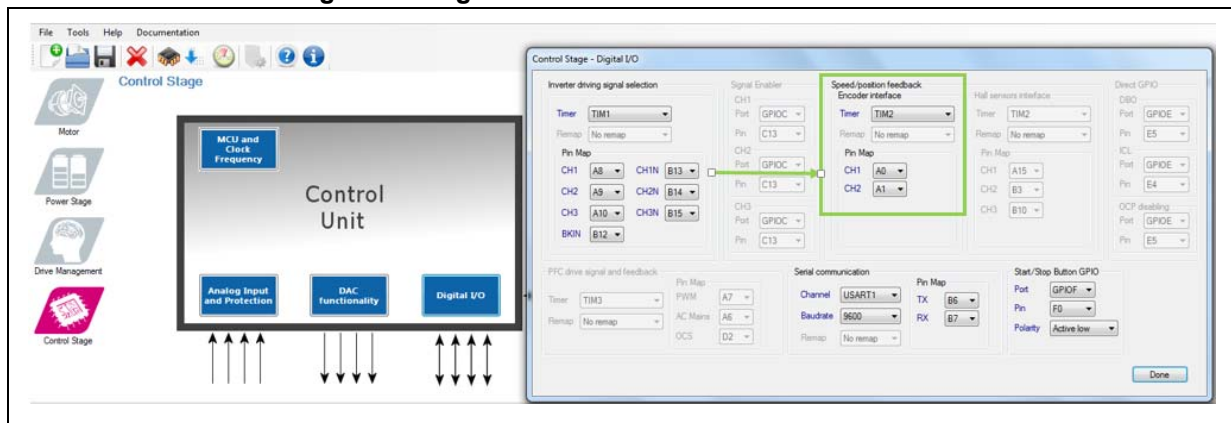 File Tools Help Documentation
Control Stage
Motor
Power Stage
Drive Management
Control Stage
MCU and
Clock
Frequency
Control
Unit
Analog Input
and Protection
DAC
functionality
Digital I/O
Control Stage - Digital I/O
Inverter driving signal selection
Timer TIM1
Remap No remap
Pin Map
CH1 A8 CH1N B13
CH2 A9 CH2N B14
CH3 A10 CH3N B15
BKIN B12
Signal Enabler
CH1
Port GPIOC
Pin C13
CH2
Port GPIOC
Pin C13
CH3
Port GPIOC
Pin C13
Speed/position feedback
Encoder interface
Timer TIM2
Remap No remap
Pin Map
CH1 A0
CH2 A1
Hall sensors interface
Timer TIM2
Remap No remap
Pin Map
CH1 A15
CH2 B3
CH3 B10
Direct GPIO
DBO
Port GPIOE
Pin E5
ICL
Port GPIOE
Pin E4
OCP disabling
Port GPIOE
Pin E5
PFC drive signal and feedback
Timer TIM3
Remap No remap
Pin Map
PWM A7
AC Mains A6
OCS D2
Serial communication
Channel USART1
Baudrate 9600
Remap No remap
Pin Map
TX B6
RX B7
Start/Stop Button GPIO
Port GPIOF
Pin F0
Polarity Active low
Done